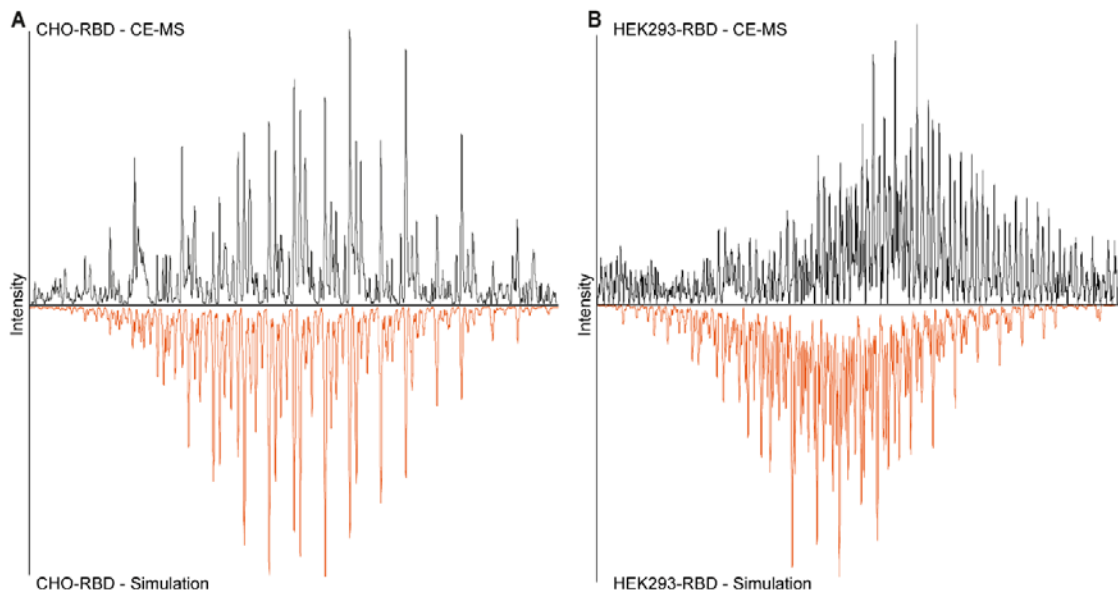 A
CHO-RBD - CE-MS
Intensity
CHO-RBD - Simulation
B
HEK293-RBD - CE-MS
Intensity
HEK293-RBD - Simulation